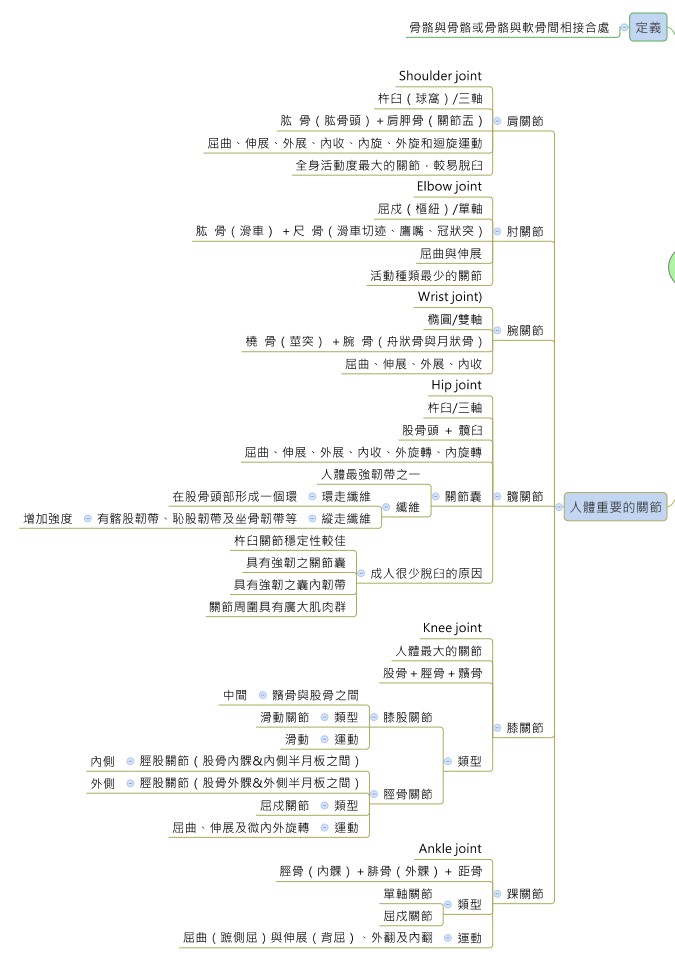 骨骼與骨骼或骨骼與軟骨間相接合處 定義
Shoulder joint
杵臼（球窩）/三軸
肱 骨（肱骨頭）+肩胛骨（關節盂）
肩關節
屈曲、伸展、外展、內收、內旋、外旋和迴旋運動
全身活動度最大的關節，較易脫臼
Elbow joint
屈戍（樞紐）/單軸
肱 骨（滑車） +尺 骨（滑車切迹、鷹嘴、冠狀突）
肘關節
屈曲與伸展
活動種類最少的關節
Wrist joint)
橢圓/雙軸
腕關節
橈 骨（莖突） +腕 骨（舟狀骨與月狀骨）
屈曲、伸展、外展、內收
Hip joint
杵臼/三軸
股骨頭 + 髖臼
屈曲、伸展、外展、內收、外旋轉、內旋轉
人體最強韌帶之一
在股骨頭部形成一個環 環走纖維
增加強度 有髂股韌帶、恥股韌帶及坐骨韌帶等 縱走纖維
纖維
關節囊
髖關節
人體重要的關節
杵臼關節穩定性較佳
具有強韌之關節囊
具有強韌之囊內韌帶
關節周圍具有廣大肌肉群
成人很少脫臼的原因
Knee joint
人體最大的關節
股骨+脛骨+髕骨
中間 髕骨與股骨之間
滑動關節 類型
滑動 運動
髕股關節
內側 脛股關節（股骨內髁&內側半月板之間）
外側 脛股關節（股骨外髁&外側半月板之間）
屈戍關節 類型
屈曲、伸展及微內外旋轉 運動
脛骨關節
類型
膝關節
Ankle joint
脛骨（內髁）+腓骨（外髁）+ 距骨
單軸關節
屈戍關節
類型
踝關節
屈曲（蹠側屈）與伸展（背屈）、外翻及內翻 運動